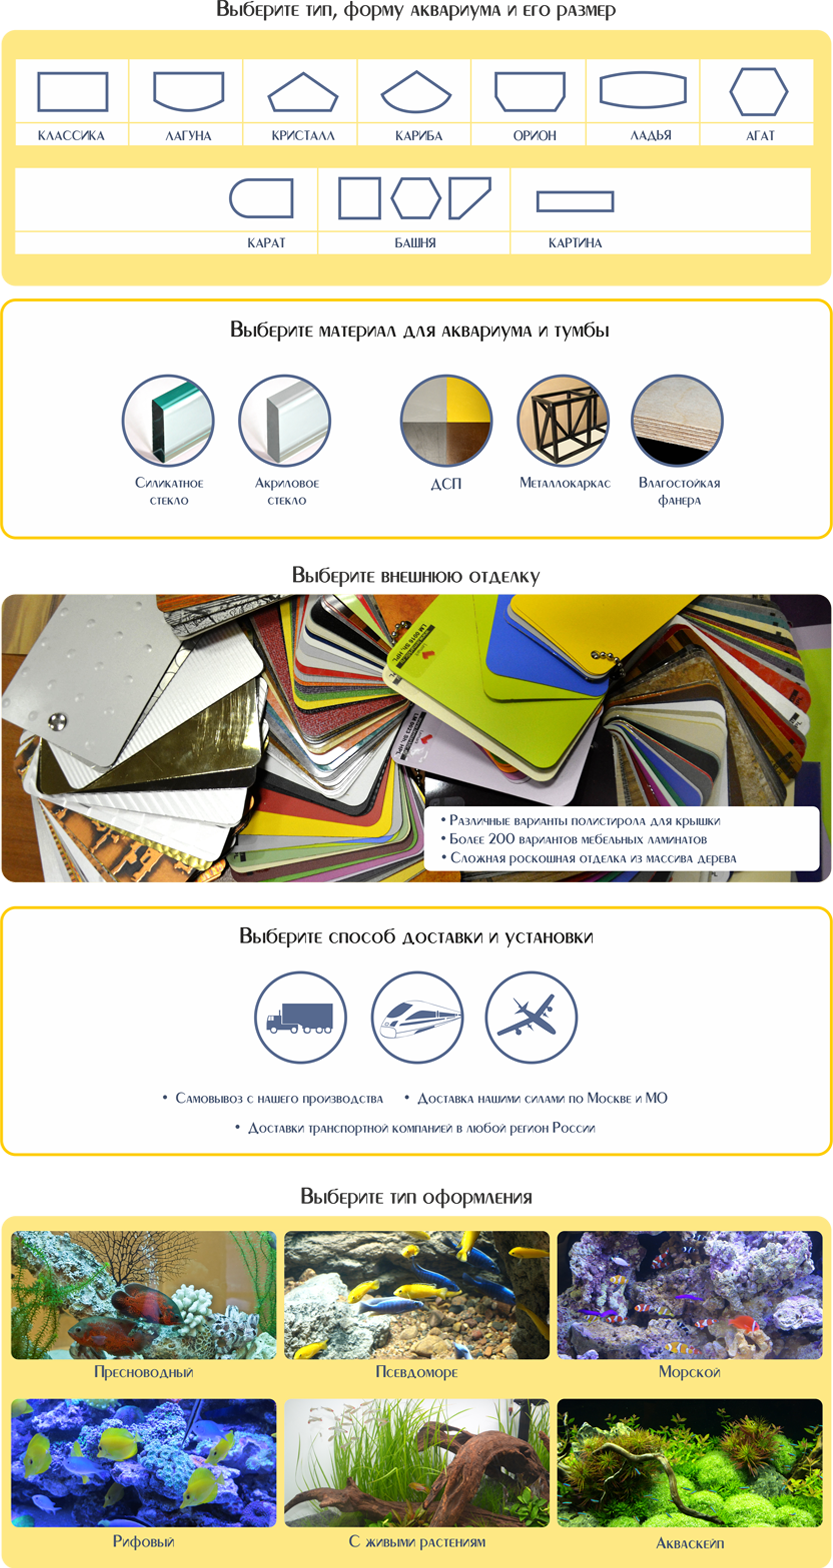 Выберите тип, форму аквариума и его размер
КЛАССИКА ЛАГУНА КРИСТАЛЛ КАРИБА ОРИОН ЛАДЬЯ АГАТ
КАРАТ БАШНЯ КАРТИНА
Выберите материал для аквариума и тумбы
Силикатное стекло
Акриловое стекло
ДСП
Металлокаркас
Влагостойкая фанера
Выберите внешнюю отделку
• Различные варианты полистирола для крышки
• Более 200 вариантов мебельных ламинатов
• Сложная роскошная отделка из массива дерева
Выберите способ доставки и установки
• Самовывоз с нашего производства • Доставка нашими силами по Москве и МО
• Доставки транспортной компанией в любой регион России
Выберите тип оформления
Пресноводный Псевдоморе Морской
Рифовый С живыми растениям Акваскейп